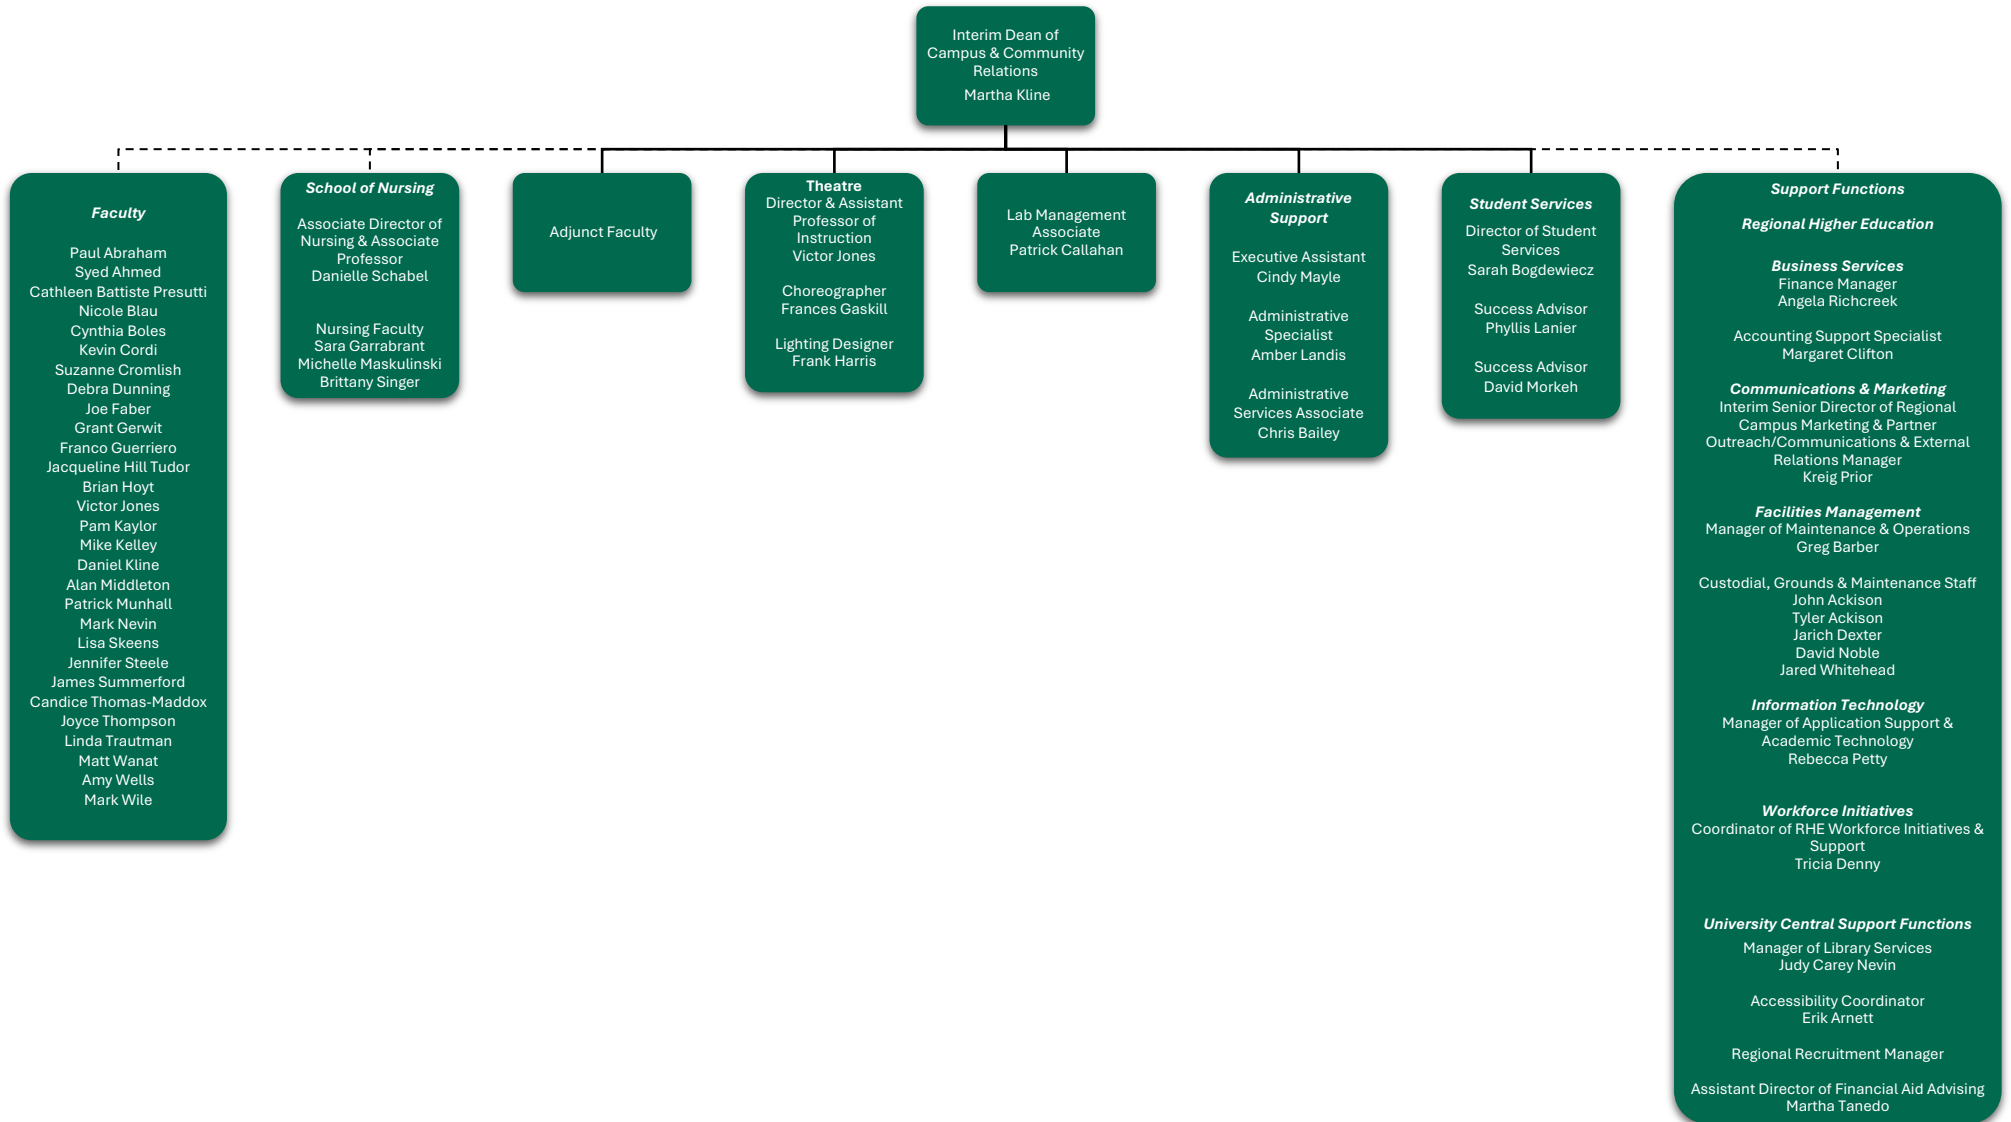 Interim Dean of
Campus & Community
Relations
Martha Kline
Faculty
Paul Abraham
Syed Ahmed
Cathleen Battiste Presutti
Nicole Blau
Cynthia Boles
Kevin Cordi
Suzanne Cromlish
Debra Dunning
Joe Faber
Grant Gerwit
Franco Guerriero
Jacqueline Hill Tudor
Brian Hoyt
Victor Jones
Pam Kaylor
Mike Kelley
Daniel Kline
Alan Middleton
Patrick Munhall
Mark Nevin
Lisa Skeens
Jennifer Steele
James Summerford
Candice Thomas-Maddox
Joyce Thompson
Linda Trautman
Matt Wanat
Amy Wells
Mark Wile
School of Nursing
Associate Director of
Nursing & Associate
Professor
Danielle Schabel
Nursing Faculty
Sara Garrabrant
Michelle Maskulinski
Brittany Singer
Adjunct Faculty
Theatre
Director & Assistant
Professor of
Instruction
Victor Jones
Choreographer
Frances Gaskill
Lighting Designer
Frank Harris
Lab Management
Associate
Patrick Callahan
Administrative
Support
Executive Assistant
Cindy Mayle
Administrative
Specialist
Amber Landis
Administrative
Services Associate
Chris Bailey
Student Services
Director of Student
Services
Sarah Bogdewiecz
Success Advisor
Phyllis Lanier
Success Advisor
David Morkeh
Support Functions
Regional Higher Education
Business Services
Finance Manager
Angela Richcreek
Accounting Support Specialist
Margaret Clifton
Communications & Marketing
Interim Senior Director of Regional
Campus Marketing & Partner
Outreach/Communications & External
Relations Manager
Kreig Prior
Facilities Management
Manager of Maintenance & Operations
Greg Barber
Custodial, Grounds & Maintenance Staff
John Ackison
Tyler Ackison
Jarich Dexter
David Noble
Jared Whitehead
Information Technology
Manager of Application Support &
Academic Technology
Rebecca Petty
Workforce Initiatives
Coordinator of RHE Workforce Initiatives &
Support
Tricia Denny
University Central Support Functions
Manager of Library Services
Judy Carey Nevin
Accessibility Coordinator
Erik Arnett
Regional Recruitment Manager
Assistant Director of Financial Aid Advising
Martha Tanedo